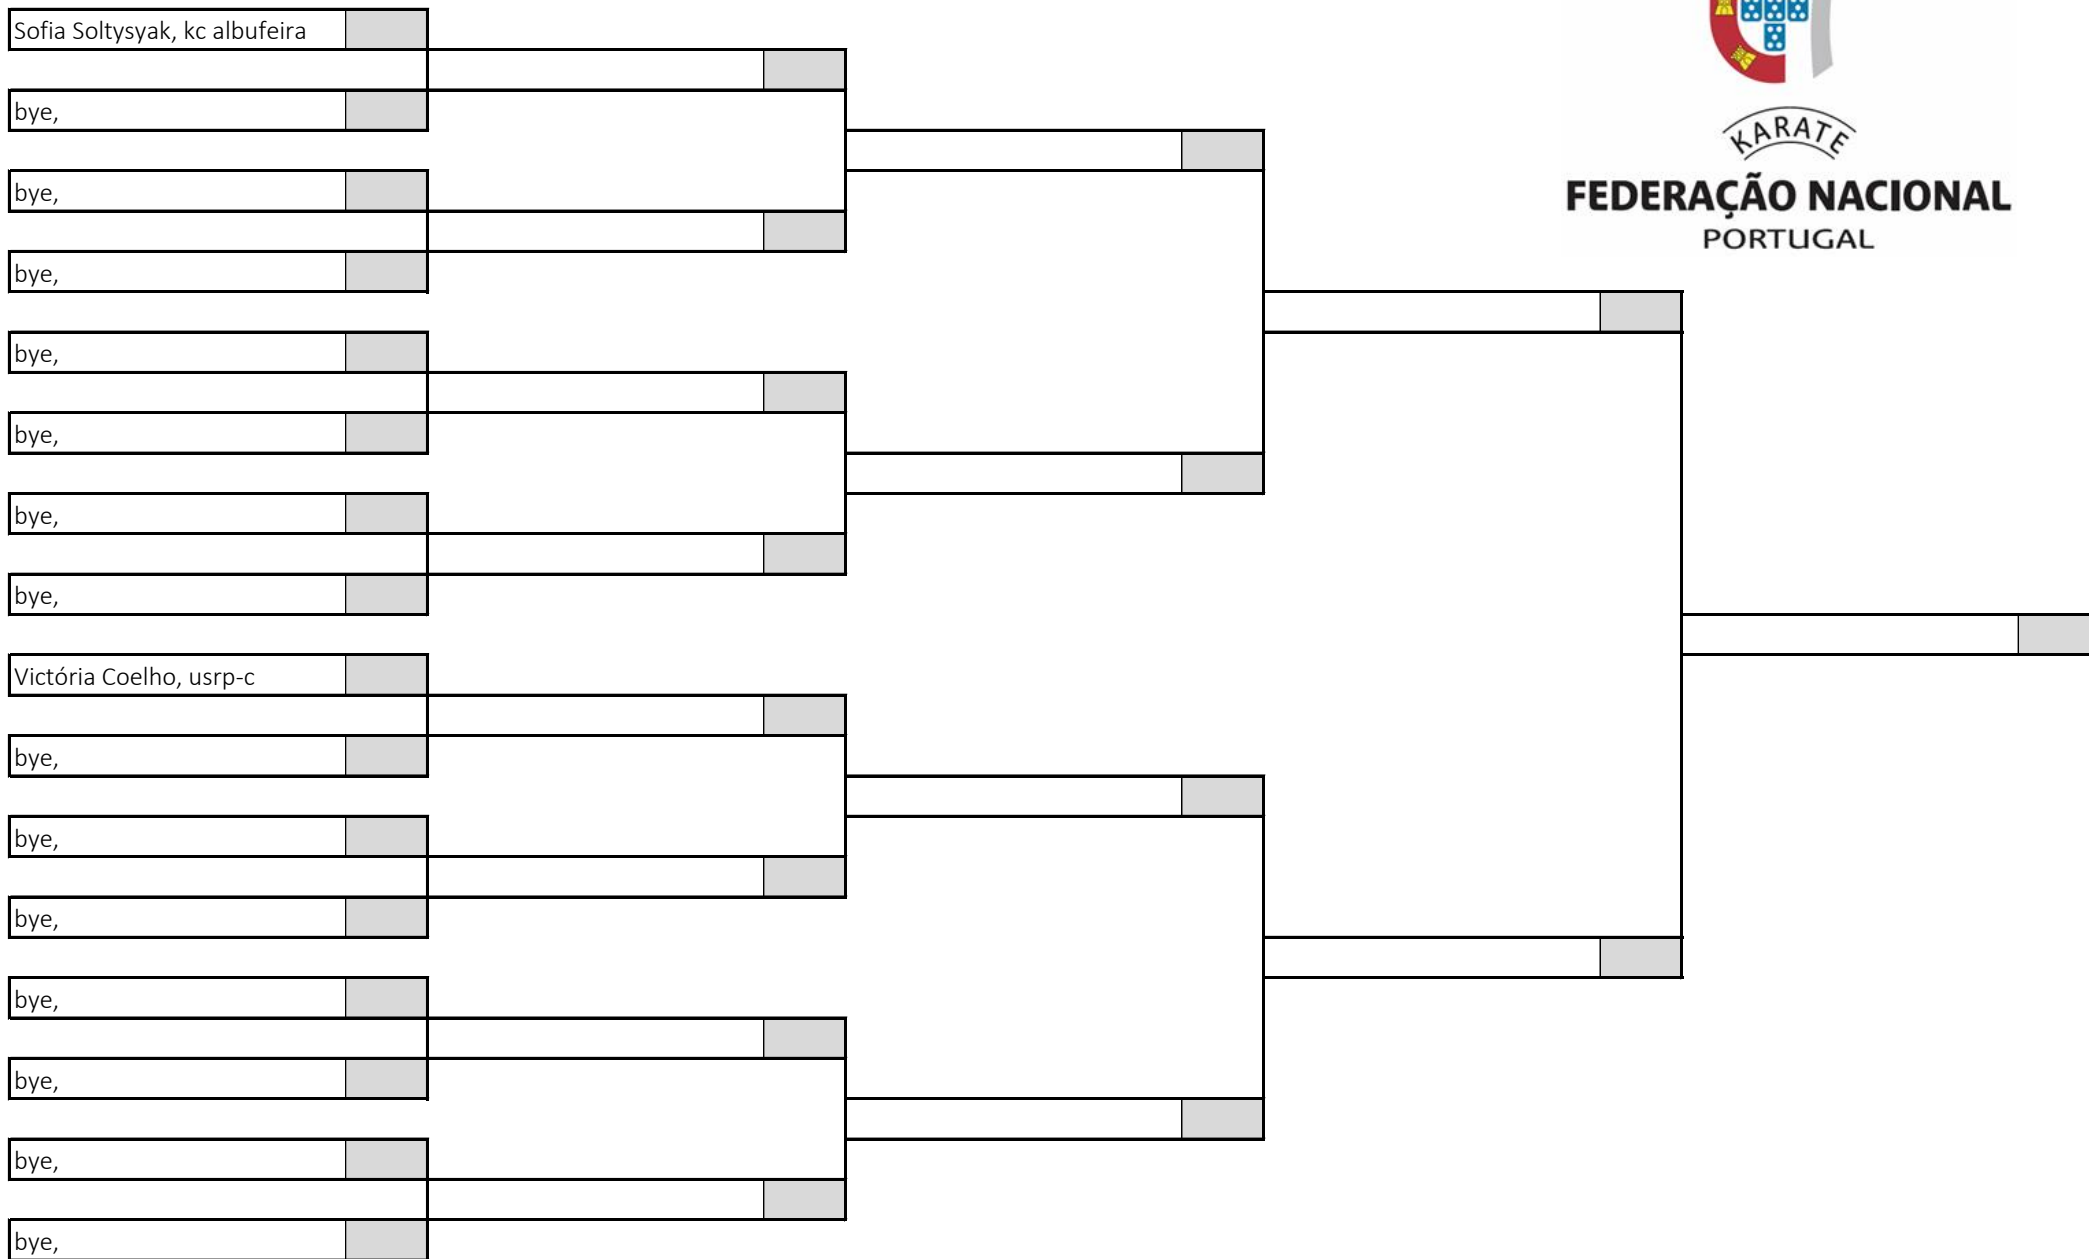 Sofia Soltysyak, kc albufeira
bye,
bye,
bye,
bye,
bye,
bye,
bye,
Victória Coelho, usrp-c
bye,
bye,
bye,
bye,
bye,
bye,
bye,
KARATE
FEDERAÇÃO NACIONAL
PORTUGAL